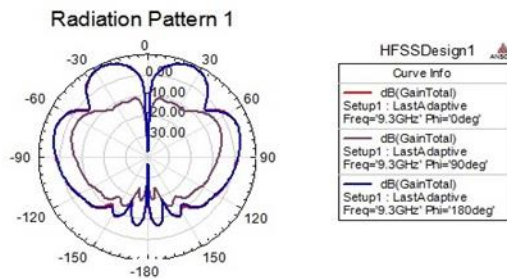 Radiation Pattern 1
0
-30
30
0.00
-60
10.00
60
20.00
30.00
-90
90
-120
120
-150
150
-180
HFSSDesign1
Curve Info
dB(GainTotal)
Setup1 : LastAdaptive
Freq='9.3GHz' Phi='0deg'
dB(GainTotal)
Setup1 : LastAdaptive
Freq='9.3GHz' Phi='90deg'
dB(GainTotal)
Setup1 : LastAdaptive
Freq='9.3GHz' Phi='180deg'